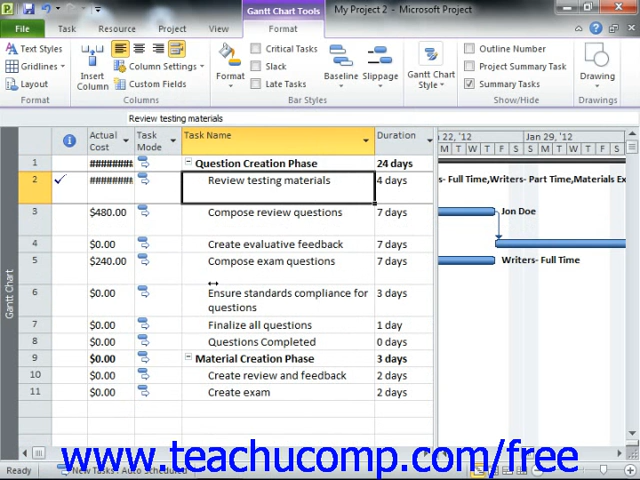 Gantt Chart Tools
My Project 2 - Microsoft Project
File Task Resource Project View Format
Text Styles
Gridlines
Layout
Format
Insert Column
Column Settings
Columns
Format
Critical Tasks
Slack
Late Tasks
Baseline
Slippage
Bar Styles
Gantt Chart Style
Outline Number
Project Summary Task
Summary Tasks
Show/Hide
Drawing
Drawings
Review testing materials
Actual Cost Task Mode Task Name Duration
22, '12 Jan 29, '12
M T W T F S S M T W T F S
1 ######## Question Creation Phase 24 days
2 ######## Review testing materials 4 days
s- Full Time,Writers- Part Time,Materials Ex
3 $480.00 Compose review questions 7 days Jon Doe
4 $0.00 Create evaluative feedback 7 days
5 $240.00 Compose exam questions 7 days Writers- Full Time
6 $0.00 Ensure standards compliance for questions 3 days
7 $0.00 Finalize all questions 1 day
8 $0.00 Questions Completed 0 days
9 $0.00 Material Creation Phase 3 days
10 $0.00 Create review and feedback 2 days
11 $0.00 Create exam 2 days
Gantt Chart
www.teachucomp.com/free
Ready New Tasks : Auto Scheduled